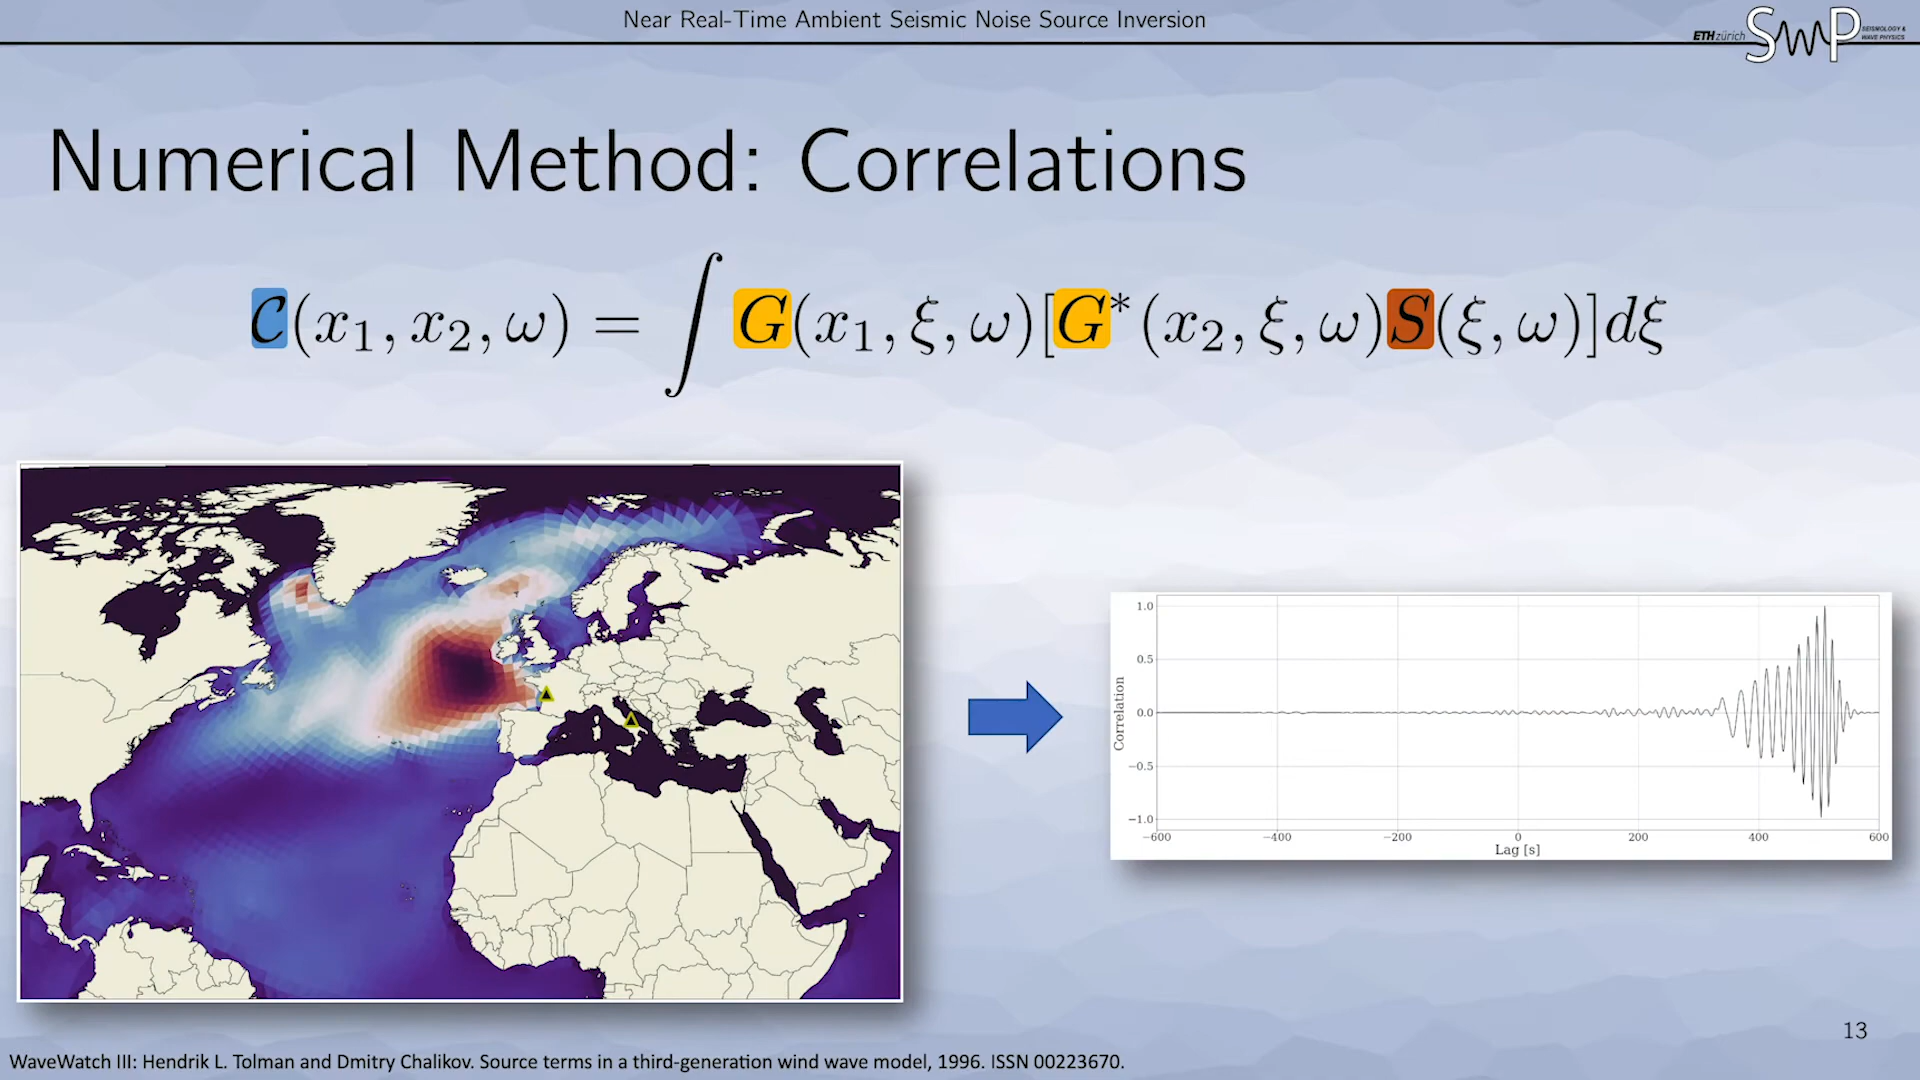 Near Real-Time Ambient Seismic Noise Source Inversion
ETH zürich
SWP
SEISMOLOGY &
WAVE PHYSICS
Numerical Method: Correlations
C(x₁, x₂, ω) = ∫ G(x₁, ξ, ω)[G*(x₂, ξ, ω)S(ξ, ω)]dξ
1.0
0.5
0.0
−0.5
−1.0
Correlation
−600 −400 −200 0 200 400 600
Lag [s]
13
WaveWatch III: Hendrik L. Tolman and Dmitry Chalikov. Source terms in a third-generation wind wave model, 1996. ISSN 00223670.